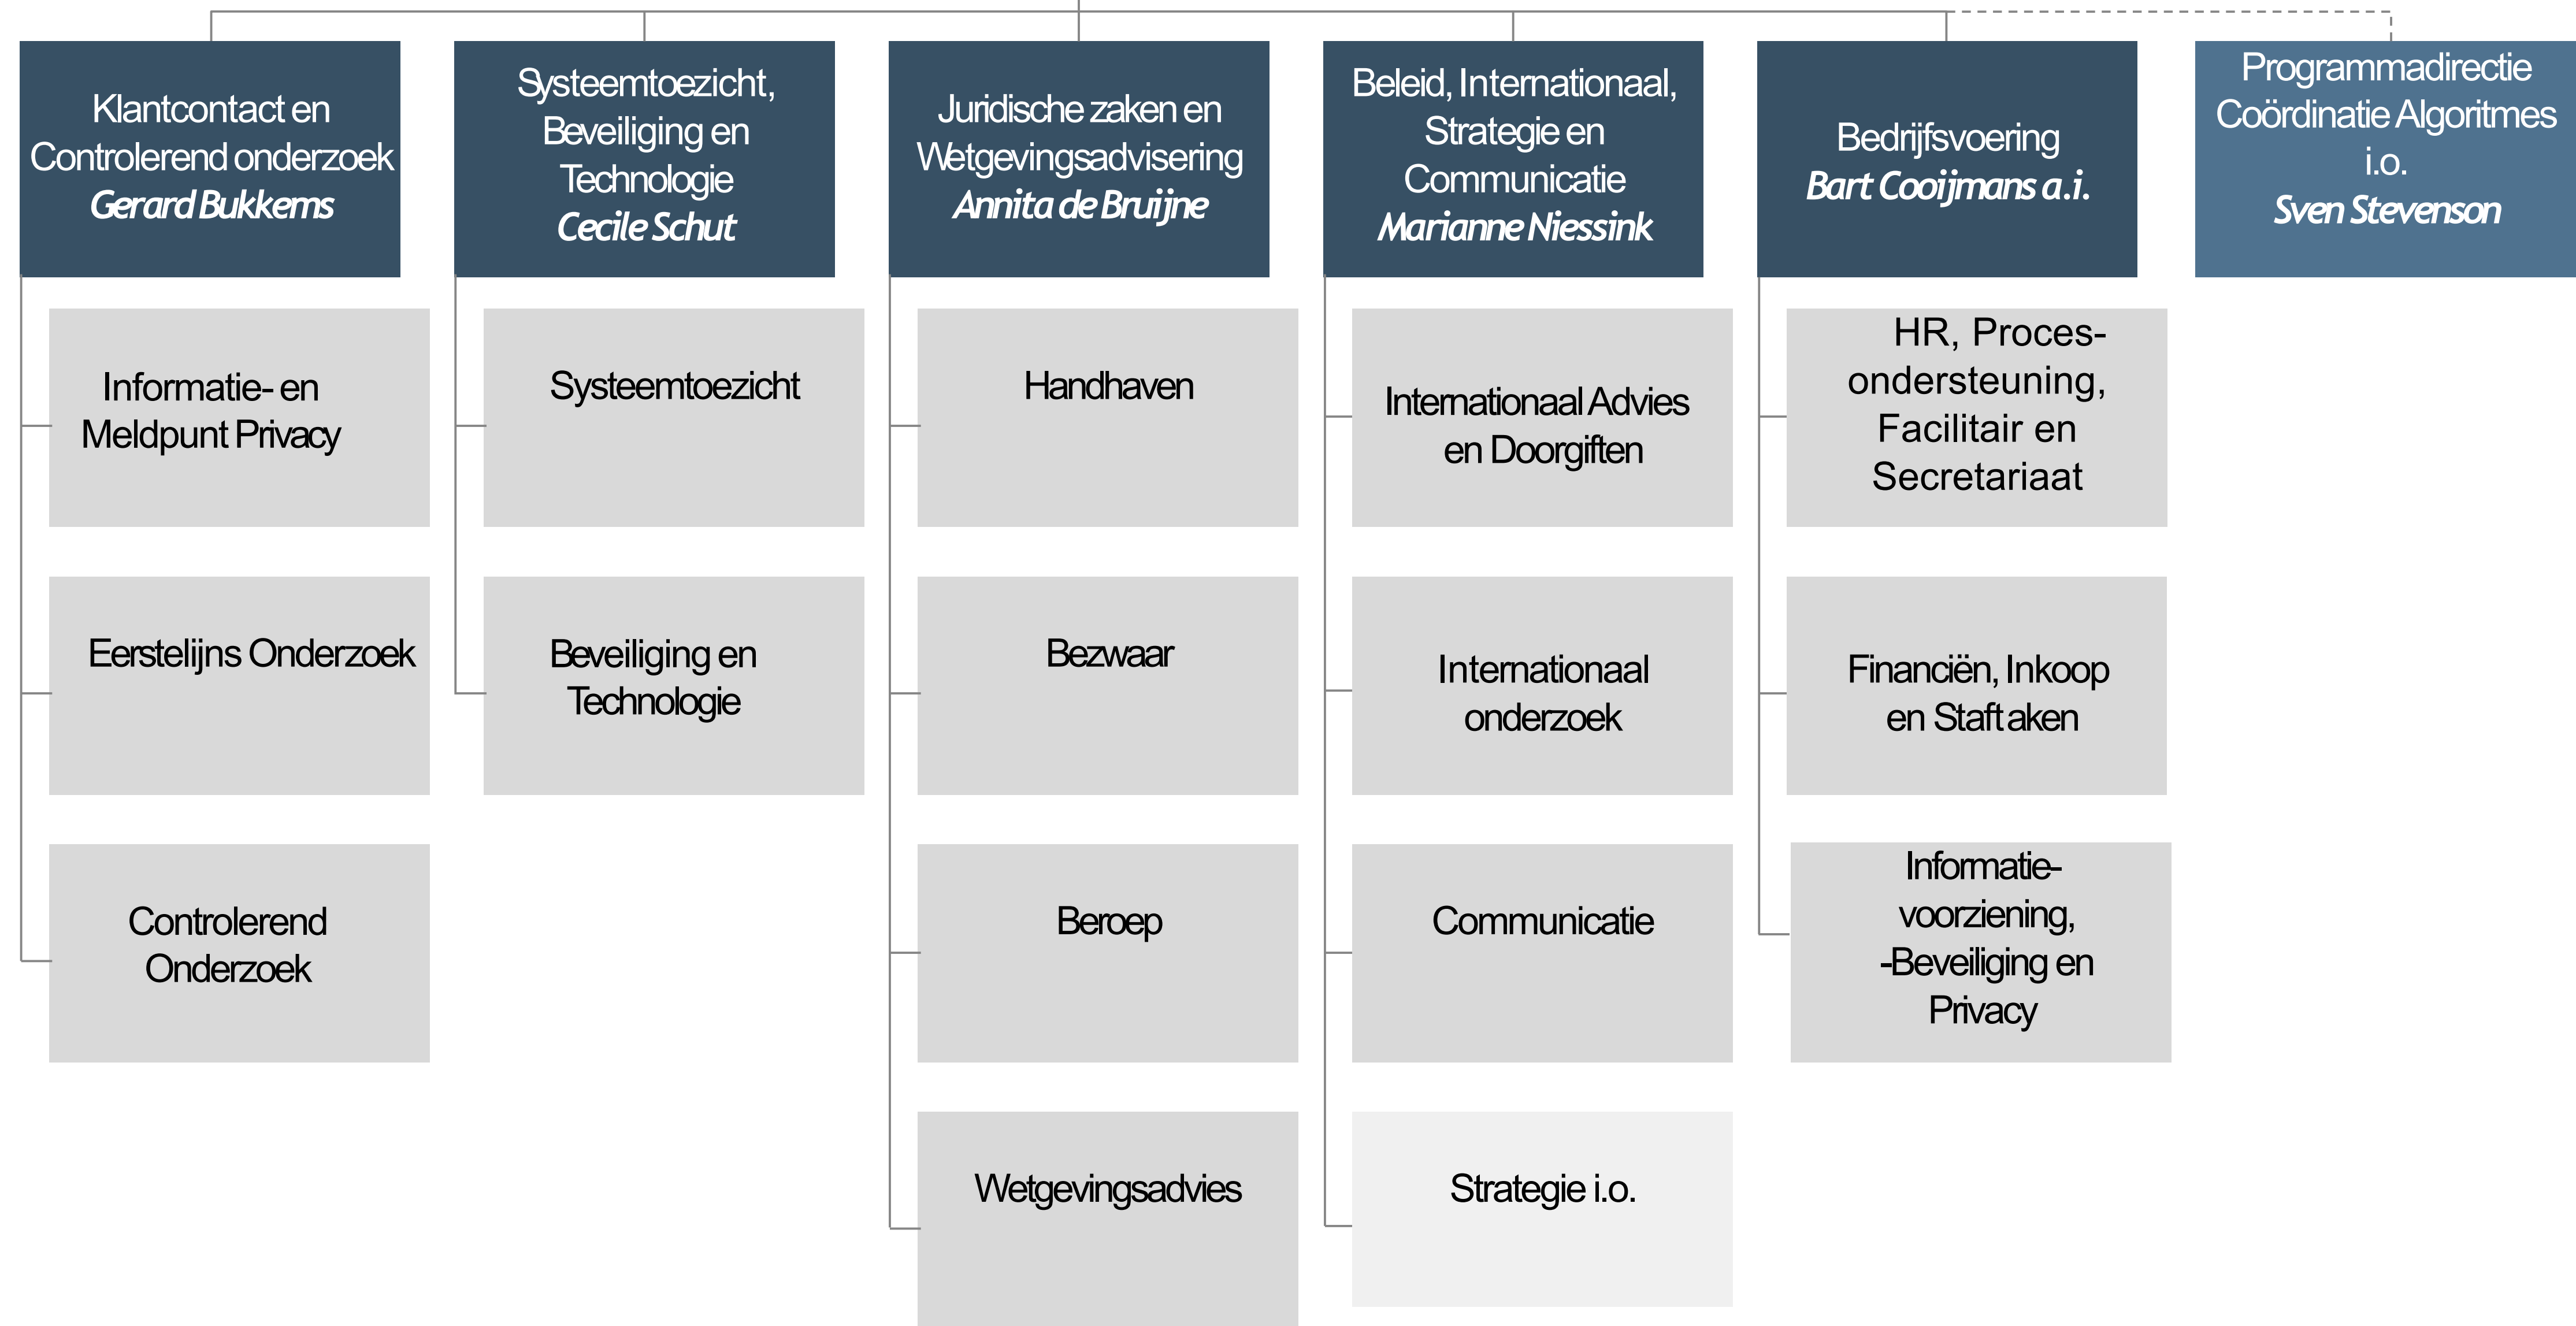 Klantcontact en
Controlerend onderzoek
Gerard Bukkems
Systeemtoezicht,
Beveiliging en
Technologie
Cecile Schut
Juridische zaken en
Wetgevingsadvisering
Annita de Bruijne
Beleid, Internationaal,
Strategie en
Communicatie
Marianne Niessink
Bedrijfsvoering
Bart Cooijmans a.i.
Programmadirectie
Coördinatie Algoritmes
i.o.
Sven Stevenson
Informatie- en
Meldpunt Privacy
Eerstelijns Onderzoek
Controlerend
Onderzoek
Systeemtoezicht
Beveiliging en
Technologie
Handhaven
Bezwaar
Beroep
Wetgevingsadvies
Internationaal Advies
en Doorgiften
Internationaal
onderzoek
Communicatie
Strategie i.o.
HR, Proces-
ondersteuning,
Facilitair en
Secretariaat
Financiën, Inkoop
en Staftaken
Informatie-
voorziening,
-Beveiliging en
Privacy